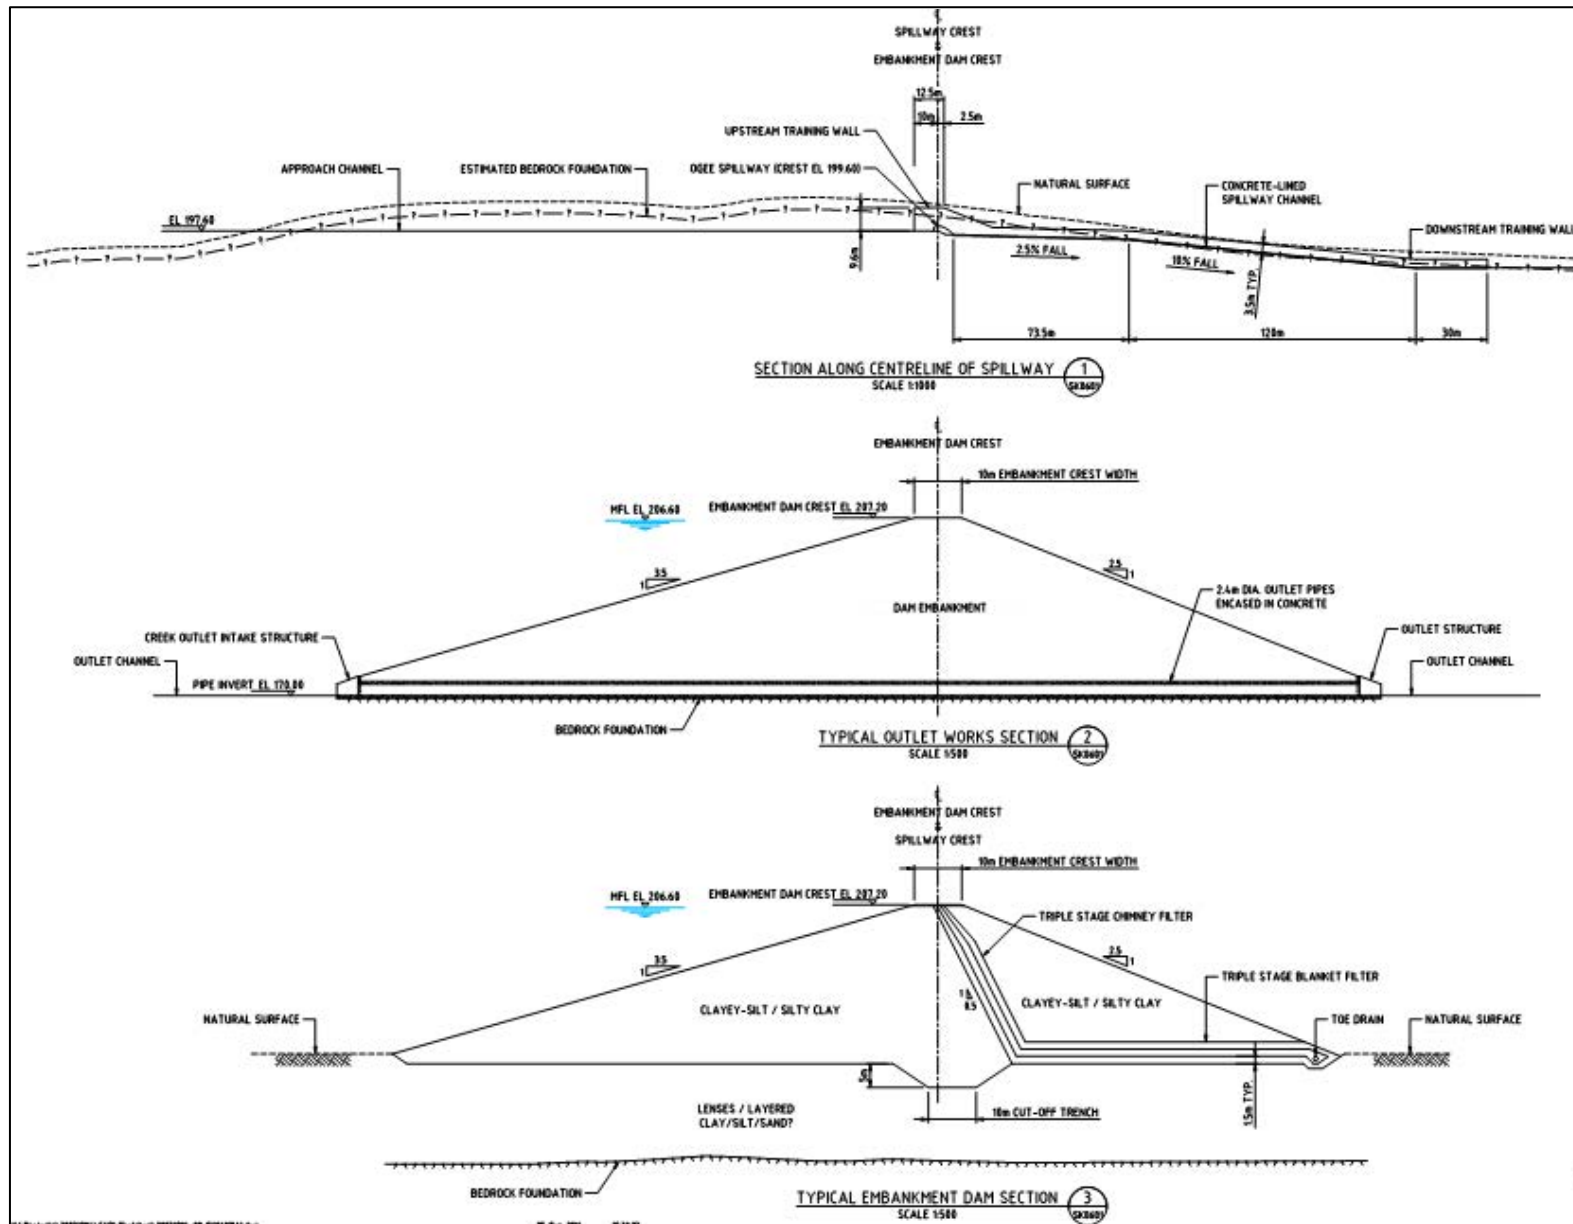 ℄
SPILLWAY CREST
&
EMBANKMENT DAM CREST
12.5m
10m
2.5m
UPSTREAM TRAINING WALL
APPROACH CHANNEL
ESTIMATED BEDROCK FOUNDATION
OGEE SPILLWAY (CREST EL 199.60)
NATURAL SURFACE
CONCRETE-LINED
SPILLWAY CHANNEL
EL 197.60
DOWNSTREAM TRAINING WALL
9.6m
2.5% FALL
10% FALL
3.5m TYP.
73.5m
120m
30m
SECTION ALONG CENTRELINE OF SPILLWAY
SCALE 1:1000
1
SK0601
℄
EMBANKMENT DAM CREST
10m EMBANKMENT CREST WIDTH
MFL EL 206.60
EMBANKMENT DAM CREST EL 207.20
3.5
1
2.5
1
2.4m DIA. OUTLET PIPES
ENCASED IN CONCRETE
DAM EMBANKMENT
CREEK OUTLET INTAKE STRUCTURE
OUTLET STRUCTURE
OUTLET CHANNEL
OUTLET CHANNEL
PIPE INVERT EL 170.00
BEDROCK FOUNDATION
TYPICAL OUTLET WORKS SECTION
SCALE 1:500
2
SK0601
℄
EMBANKMENT DAM CREST
&
SPILLWAY CREST
10m EMBANKMENT CREST WIDTH
MFL EL 206.60
EMBANKMENT DAM CREST EL 207.20
TRIPLE STAGE CHIMNEY FILTER
3.5
1
2.5
1
TRIPLE STAGE BLANKET FILTER
1
0.5
CLAYEY-SILT / SILTY CLAY
CLAYEY-SILT / SILTY CLAY
NATURAL SURFACE
TOE DRAIN
NATURAL SURFACE
5m
1.5m TYP.
LENSES / LAYERED
CLAY/SILT/SAND?
10m CUT-OFF TRENCH
BEDROCK FOUNDATION
TYPICAL EMBANKMENT DAM SECTION
SCALE 1:500
3
SK0601